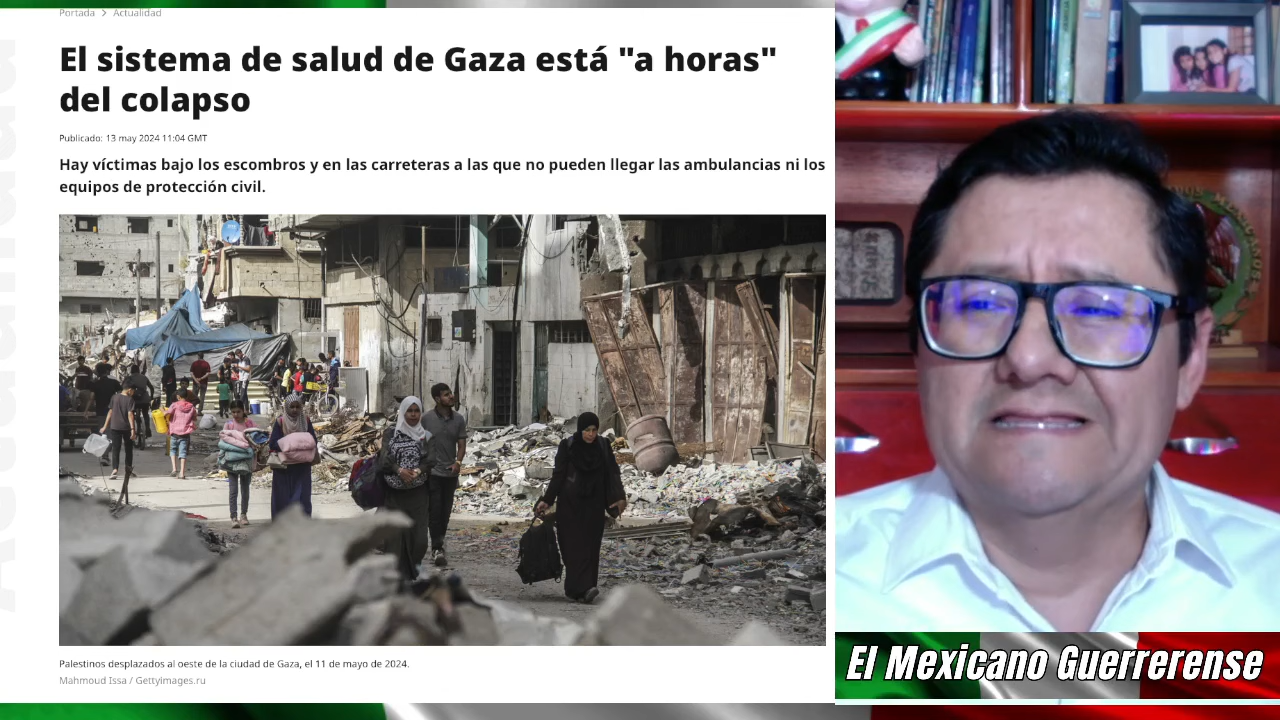 Portada > Actualidad
El sistema de salud de Gaza está "a horas"
del colapso
Publicado: 13 may 2024 11:04 GMT
Hay víctimas bajo los escombros y en las carreteras a las que no pueden llegar las ambulancias ni los
equipos de protección civil.
Palestinos desplazados al oeste de la ciudad de Gaza, el 11 de mayo de 2024.
Mahmoud Issa / Gettyimages.ru
El Mexicano Guerrerense